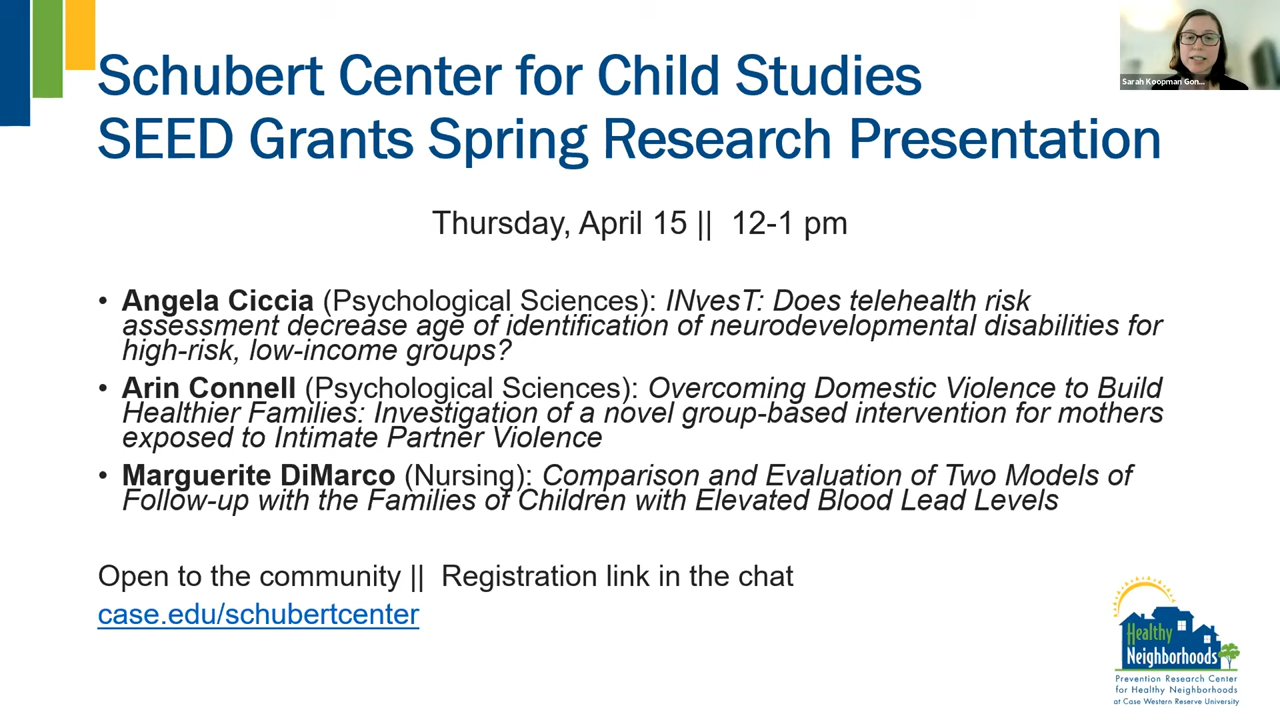 Schubert Center for Child Studies
SEED Grants Spring Research Presentation
Sarah Koopman Gon...
Thursday, April 15 || 12-1 pm
• Angela Ciccia (Psychological Sciences): INvesT: Does telehealth risk
assessment decrease age of identification of neurodevelopmental disabilities for
high-risk, low-income groups?
• Arin Connell (Psychological Sciences): Overcoming Domestic Violence to Build
Healthier Families: Investigation of a novel group-based intervention for mothers
exposed to Intimate Partner Violence
• Marguerite DiMarco (Nursing): Comparison and Evaluation of Two Models of
Follow-up with the Families of Children with Elevated Blood Lead Levels
Open to the community || Registration link in the chat
case.edu/schubertcenter
Healthy
Neighborhoods
Prevention Research Center
for Healthy Neighborhoods
at Case Western Reserve University